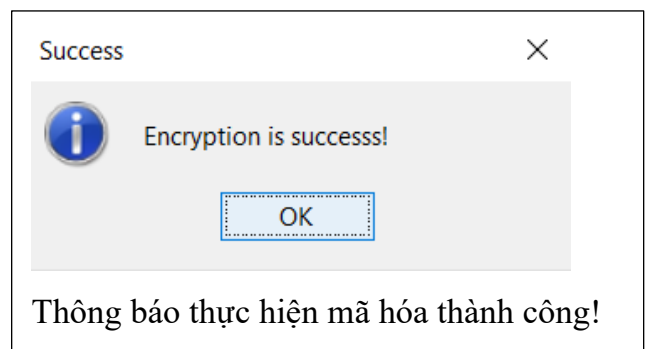 Success
Encryption is successs!
OK
Thông báo thực hiện mã hóa thành công!